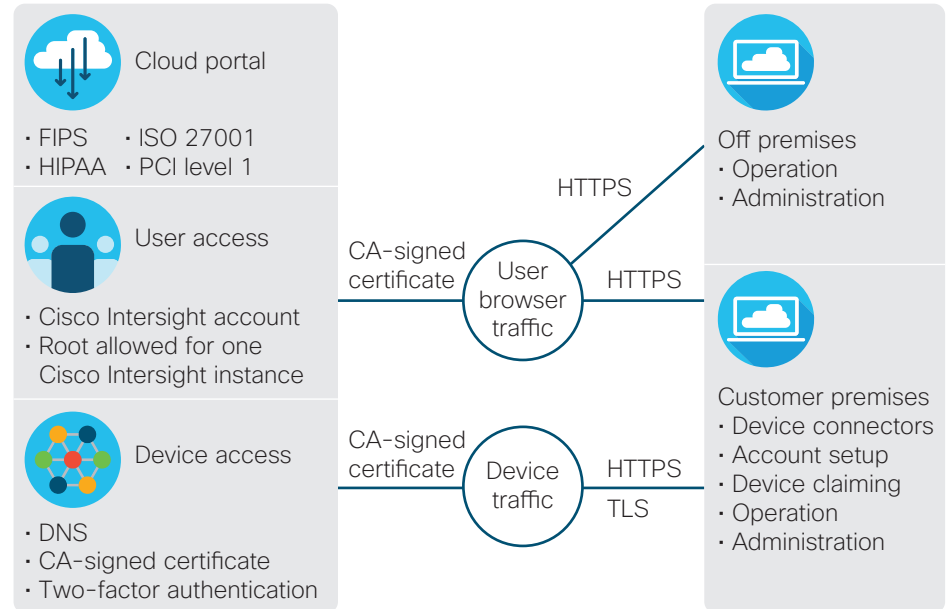 Cloud portal
· FIPS · ISO 27001
· HIPAA · PCI level 1
User access
· Cisco Intersight account
· Root allowed for one
Cisco Intersight instance
Device access
· DNS
· CA-signed certificate
· Two-factor authentication
CA-signed
certificate
User
browser
traffic
HTTPS
HTTPS
CA-signed
certificate
Device
traffic
HTTPS
TLS
Off premises
· Operation
· Administration
Customer premises
· Device connectors
· Account setup
· Device claiming
· Operation
· Administration